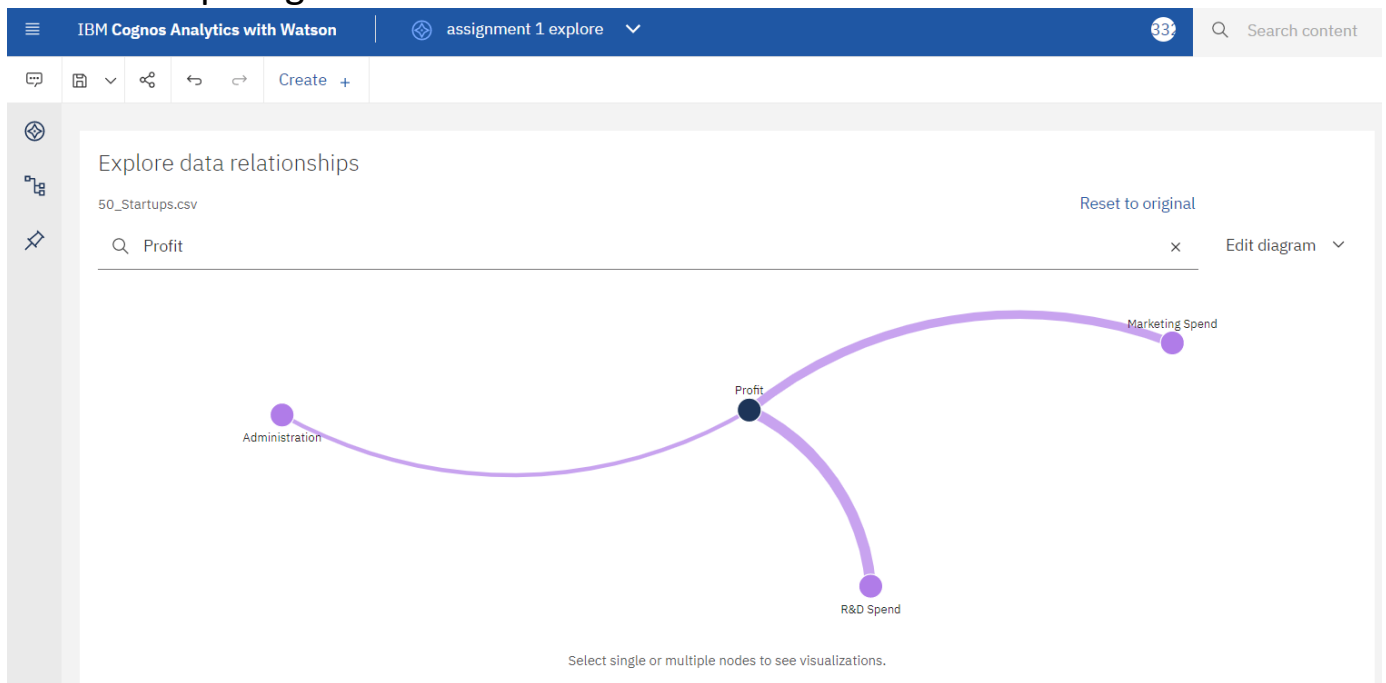 IBM Cognos Analytics with Watson
assignment 1 explore
Search content
Create +
Explore data relationships
50_Startups.csv
Reset to original
Profit
Edit diagram
Marketing Spend
Profit
Administration
R&D Spend
Select single or multiple nodes to see visualizations.